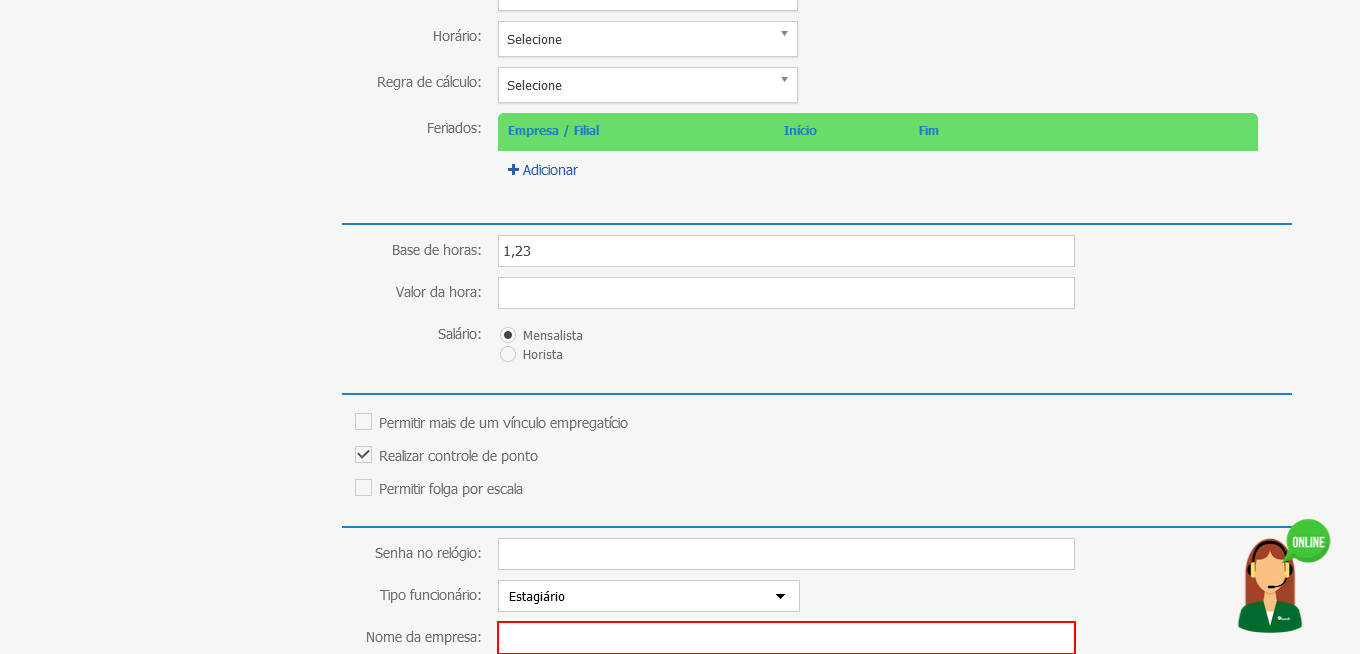 Horário: Selecione
Regra de cálculo: Selecione
Feriados: Empresa / Filial Início Fim
Adicionar
Base de horas: 1,23
Valor da hora:
Salário: Mensalista
Horista
Permitir mais de um vínculo empregatício
Realizar controle de ponto
Permitir folga por escala
ONLINE
Senha no relógio:
Tipo funcionário: Estagiário
Nome da empresa: